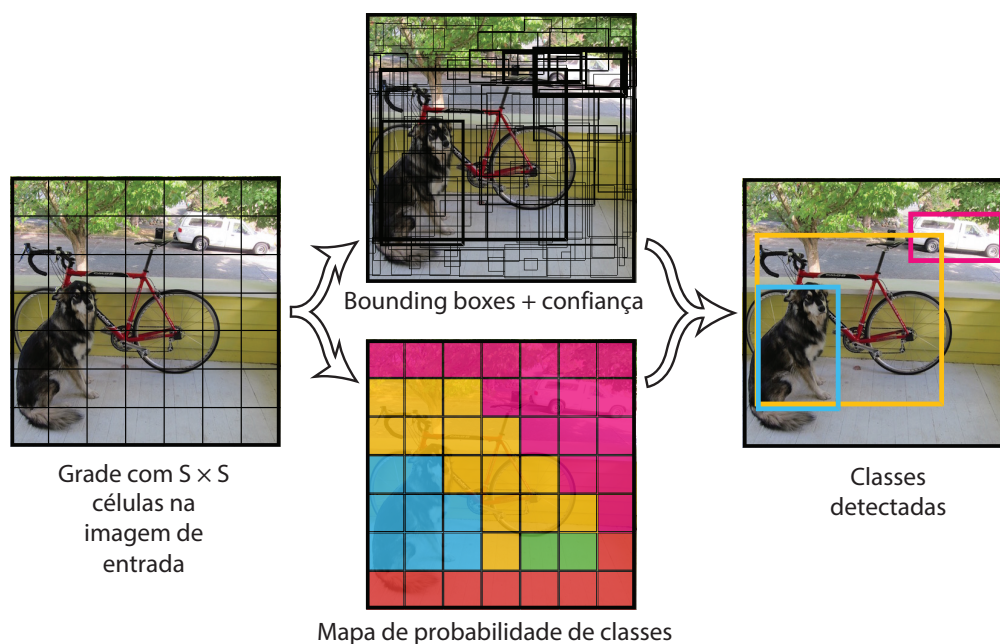 Bounding boxes + confiança
Grade com S × S
células na
imagem de
entrada
Mapa de probabilidade de classes
Classes
detectadas